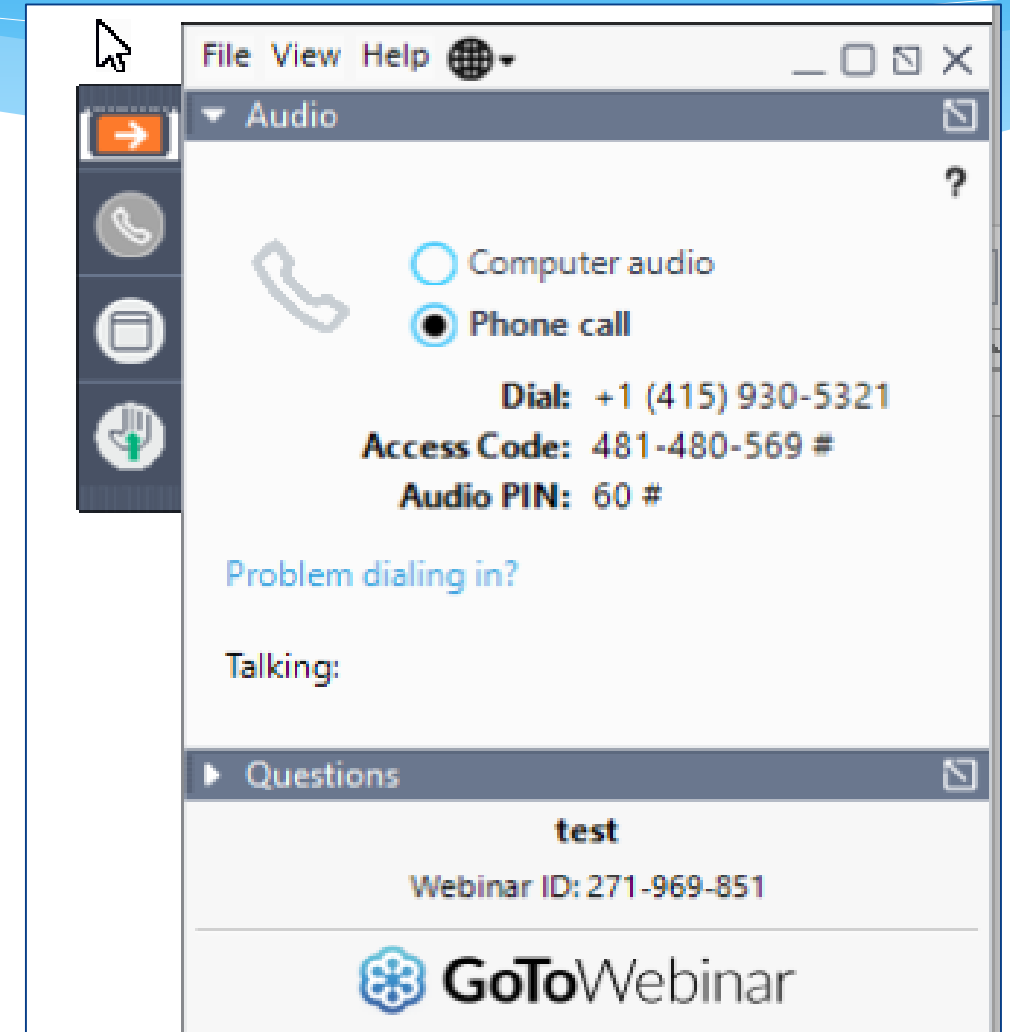 File View Help
Audio
?
Computer audio
Phone call
Dial: +1 (415) 930-5321
Access Code: 481-480-569 #
Audio PIN: 60 #
Problem dialing in?
Talking:
Questions
test
Webinar ID: 271-969-851
GoToWebinar